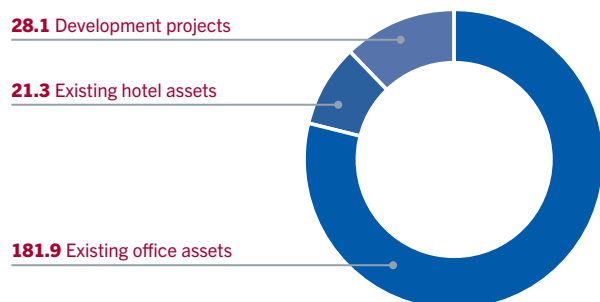 28.1 Development projects
21.3 Existing hotel assets
181.9 Existing office assets